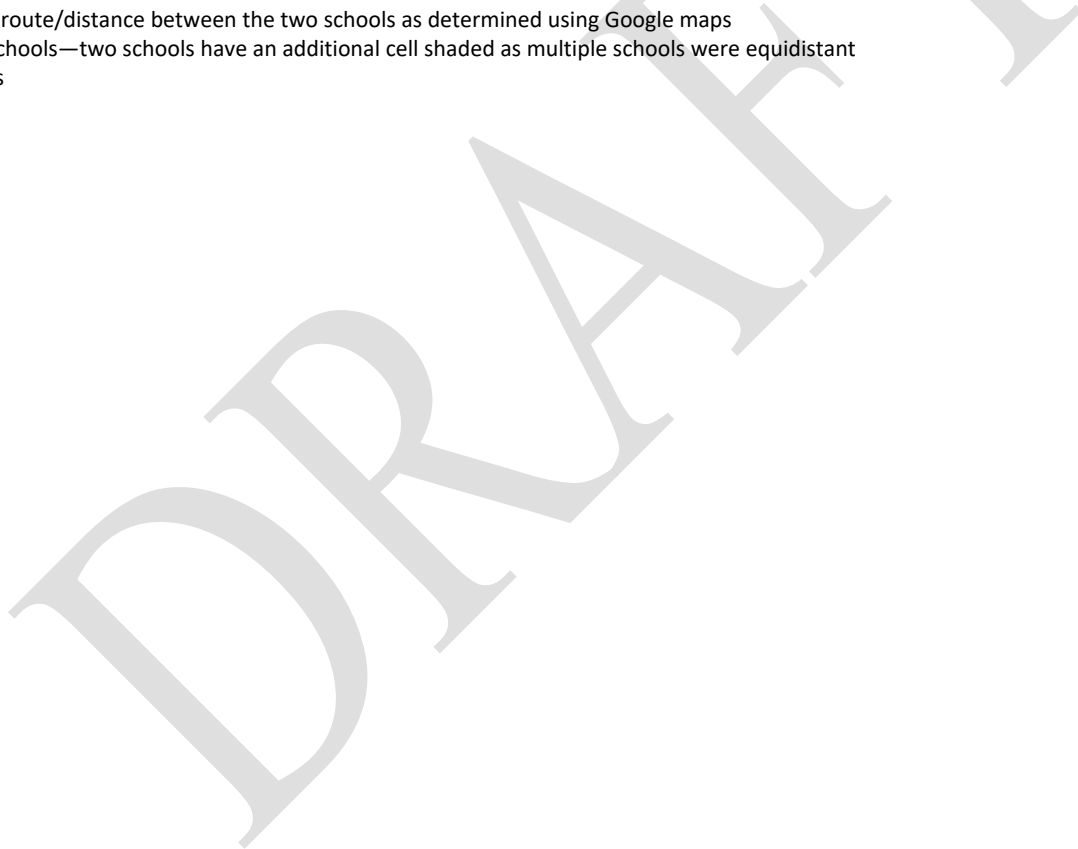 route/distance between the two schools as determined using Google maps
chools—two schools have an additional cell shaded as multiple schools were equidistant
s
DRAFT